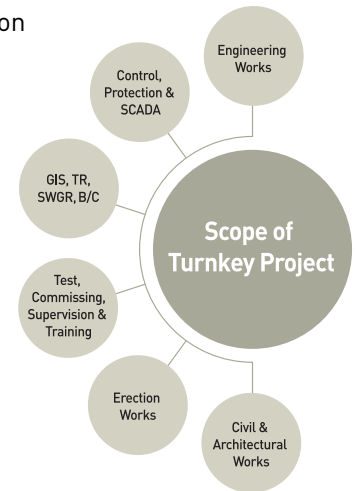 on
Engineering
Works
Control,
Protection &
SCADA
GIS, TR,
SWGR, B/C
Scope of
Turnkey Project
Test,
Commissing,
Supervision &
Training
Erection
Works
Civil &
Architectural
Works